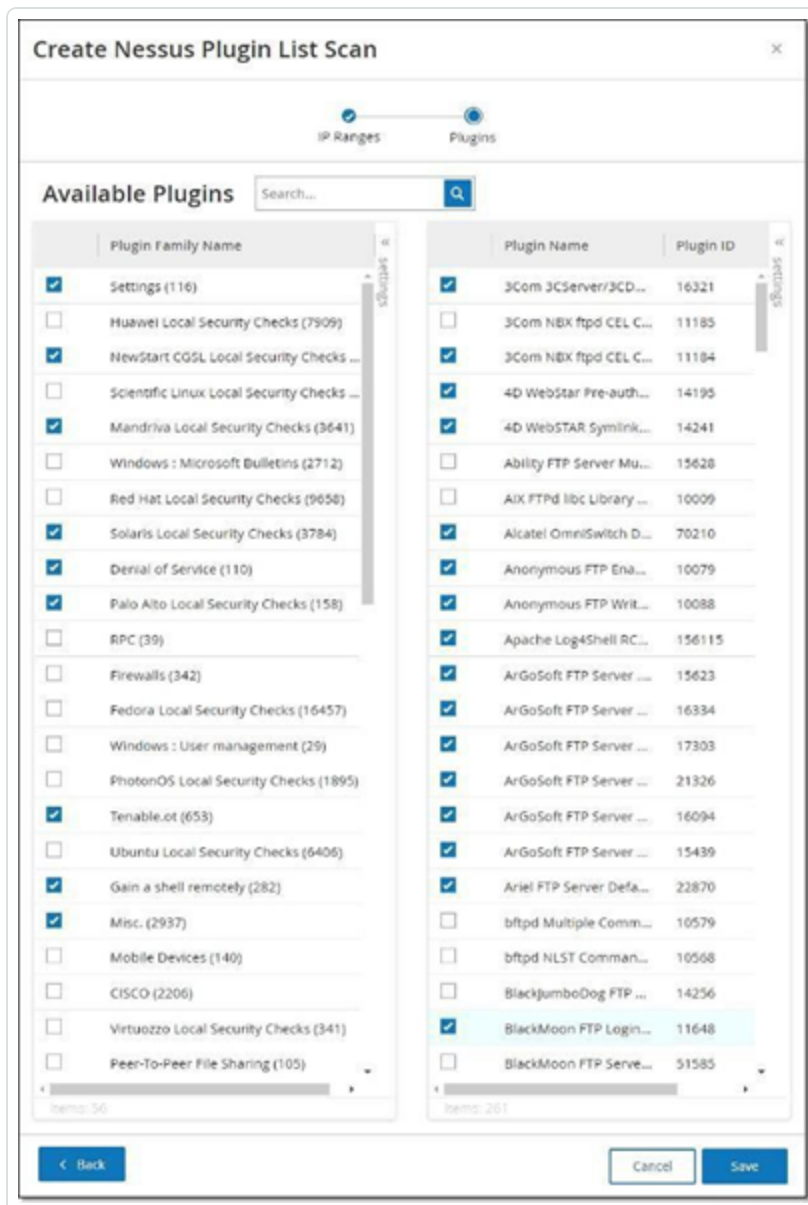 Create Nessus Plugin List Scan
IP Ranges
Plugins
Available Plugins
Search...
Plugin Family Name
settings
Settings (116)
Huawei Local Security Checks (7909)
NewStart CGSL Local Security Checks ...
Scientific Linux Local Security Checks ...
Mandriva Local Security Checks (3641)
Windows : Microsoft Bulletins (2712)
Red Hat Local Security Checks (9658)
Solaris Local Security Checks (3784)
Denial of Service (110)
Palo Alto Local Security Checks (158)
RPC (39)
Firewalls (342)
Fedora Local Security Checks (16457)
Windows : User management (29)
PhotonOS Local Security Checks (1895)
Tenable.ot (653)
Ubuntu Local Security Checks (6406)
Gain a shell remotely (282)
Misc. (2937)
Mobile Devices (140)
CISCO (2206)
Virtuozzo Local Security Checks (341)
Peer-To-Peer File Sharing (105)
Items: 56
Plugin Name Plugin ID
settings
3Com 3CServer/3CD... 16321
3Com NBX ftpd CEL C... 11185
3Com NBX ftpd CEL C... 11184
4D WebStar Pre-auth... 14195
4D WebSTAR Symlink... 14241
Ability FTP Server Mu... 15628
AIX FTPd libc Library ... 10009
Alcatel OmniSwitch D... 70210
Anonymous FTP Ena... 10079
Anonymous FTP Writ... 10088
Apache Log4Shell RC... 156115
ArGoSoft FTP Server .... 15623
ArGoSoft FTP Server ... 16334
ArGoSoft FTP Server ... 17303
ArGoSoft FTP Server ... 21326
ArGoSoft FTP Server ... 16094
ArGoSoft FTP Server ... 15439
Ariel FTP Server Defa... 22870
bftpd Multiple Comm... 10579
bftpd NLST Comman... 10568
BlackJumboDog FTP ... 14256
BlackMoon FTP Login... 11648
BlackMoon FTP Serve... 51585
Items: 261
< Back
Cancel
Save